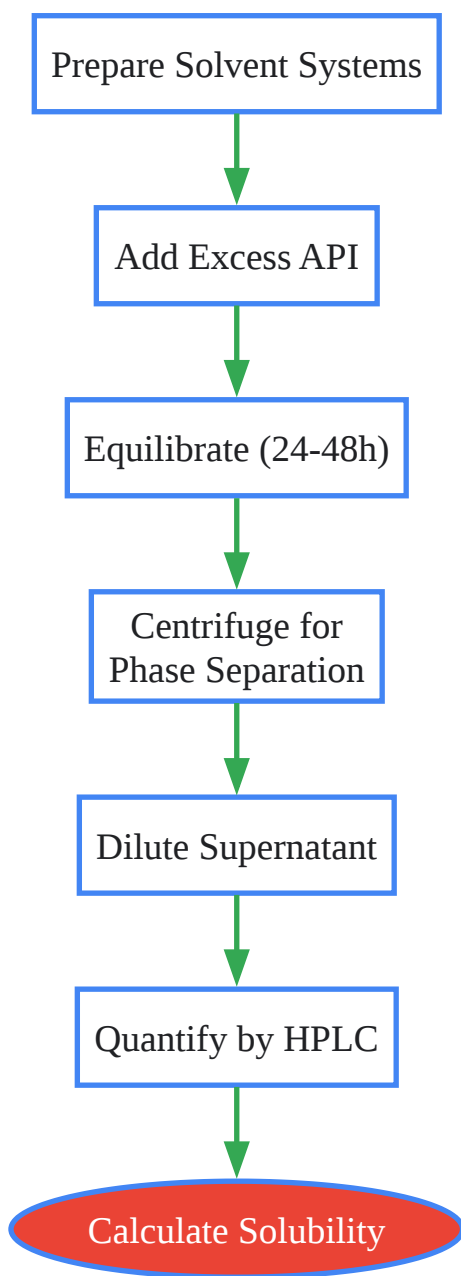 Prepare Solvent Systems
Add Excess API
Equilibrate (24-48h)
Centrifuge for
Phase Separation
Dilute Supernatant
Quantify by HPLC
Calculate Solubility